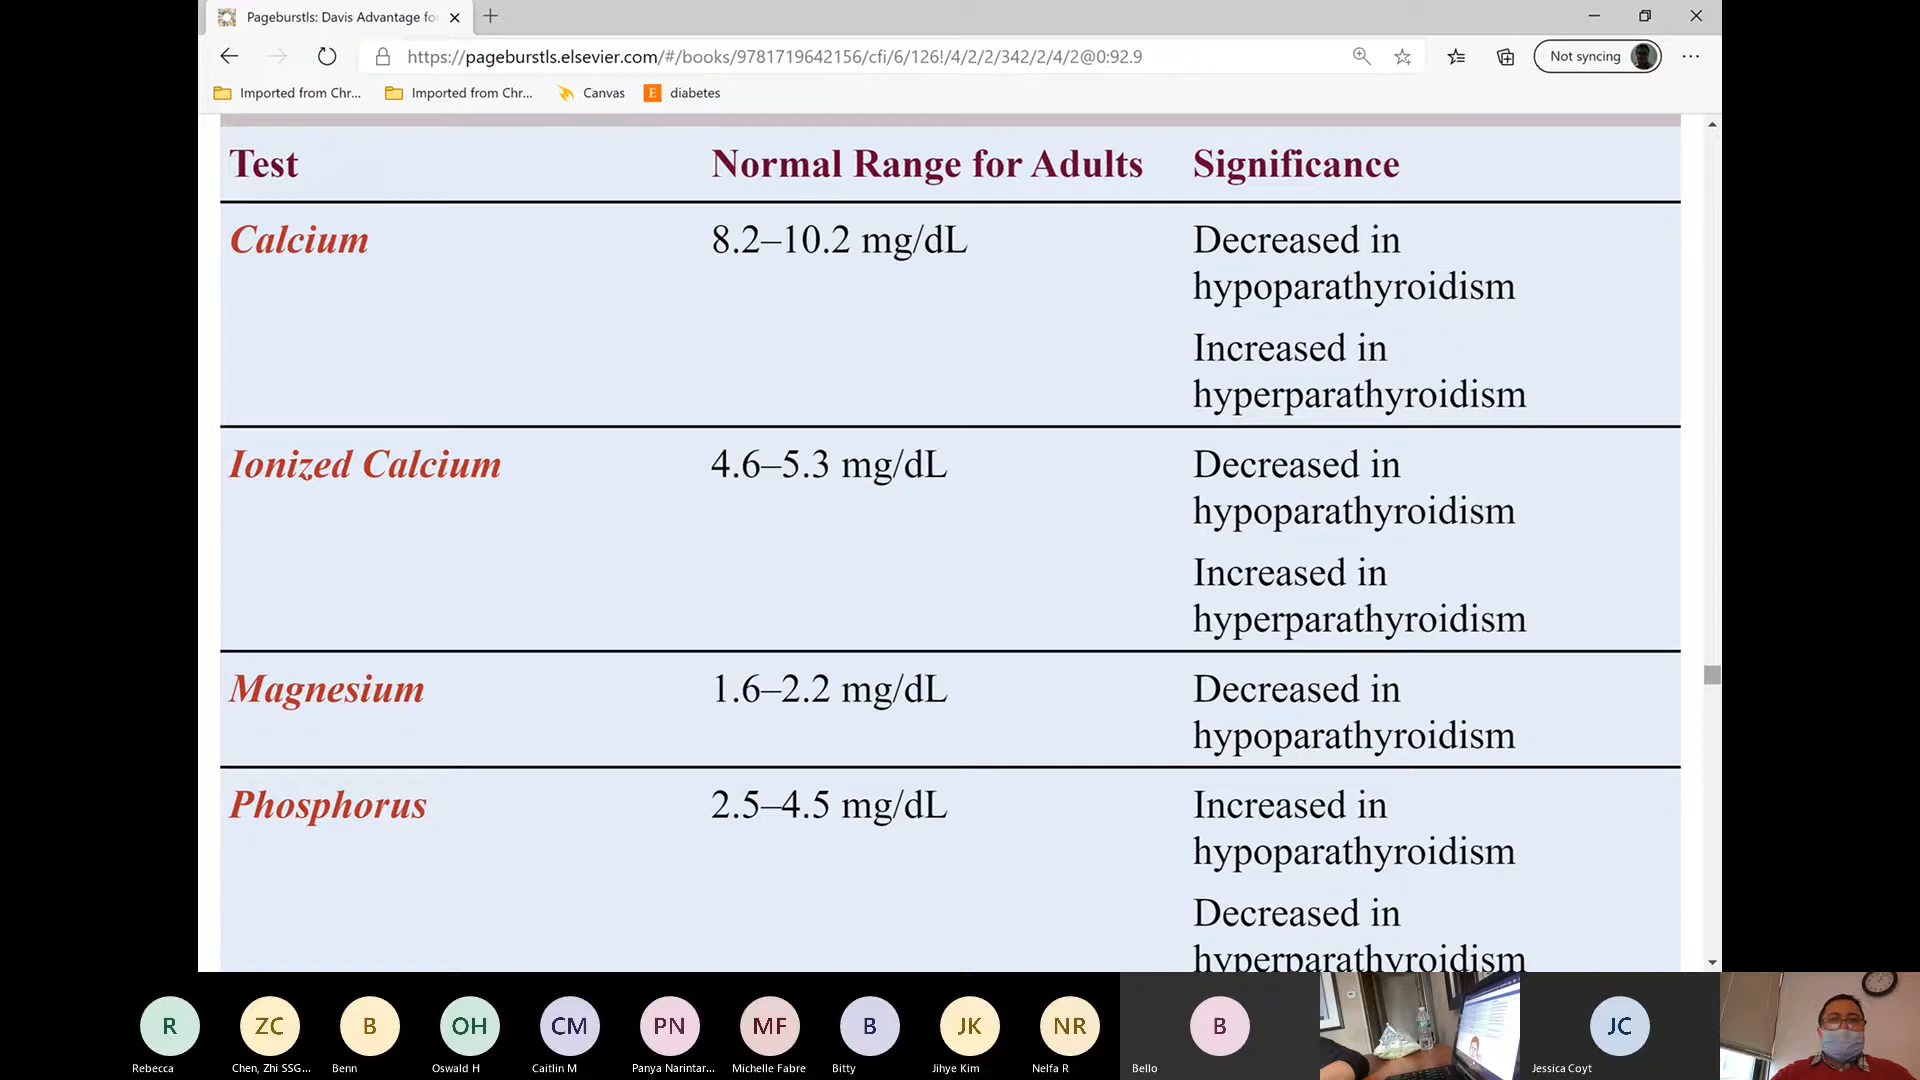 Pageburstls: Davis Advantage fo
https://pageburstls.elsevier.com/#/books/9781719642156/cfi/6/126!/4/2/2/342/2/4/2@0:92.9
Not syncing
Imported from Chr... Imported from Chr... Canvas E diabetes
Test Normal Range for Adults Significance
Calcium 8.2–10.2 mg/dL Decreased in
hypoparathyroidism
Increased in
hyperparathyroidism
Ionized Calcium 4.6–5.3 mg/dL Decreased in
hypoparathyroidism
Increased in
hyperparathyroidism
Magnesium 1.6–2.2 mg/dL Decreased in
hypoparathyroidism
Phosphorus 2.5–4.5 mg/dL Increased in
hypoparathyroidism
Decreased in
hyperparathyroidism
R ZC B OH CM PN MF B JK NR B JC
Rebecca Chen, Zhi SSG... Benn Oswald H Caitlin M Panya Narintar... Michelle Fabre Bitty Jihye Kim Nelfa R Bello Jessica Coyt